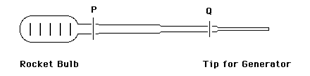 P
Q
Rocket Bulb
Tip for Generator